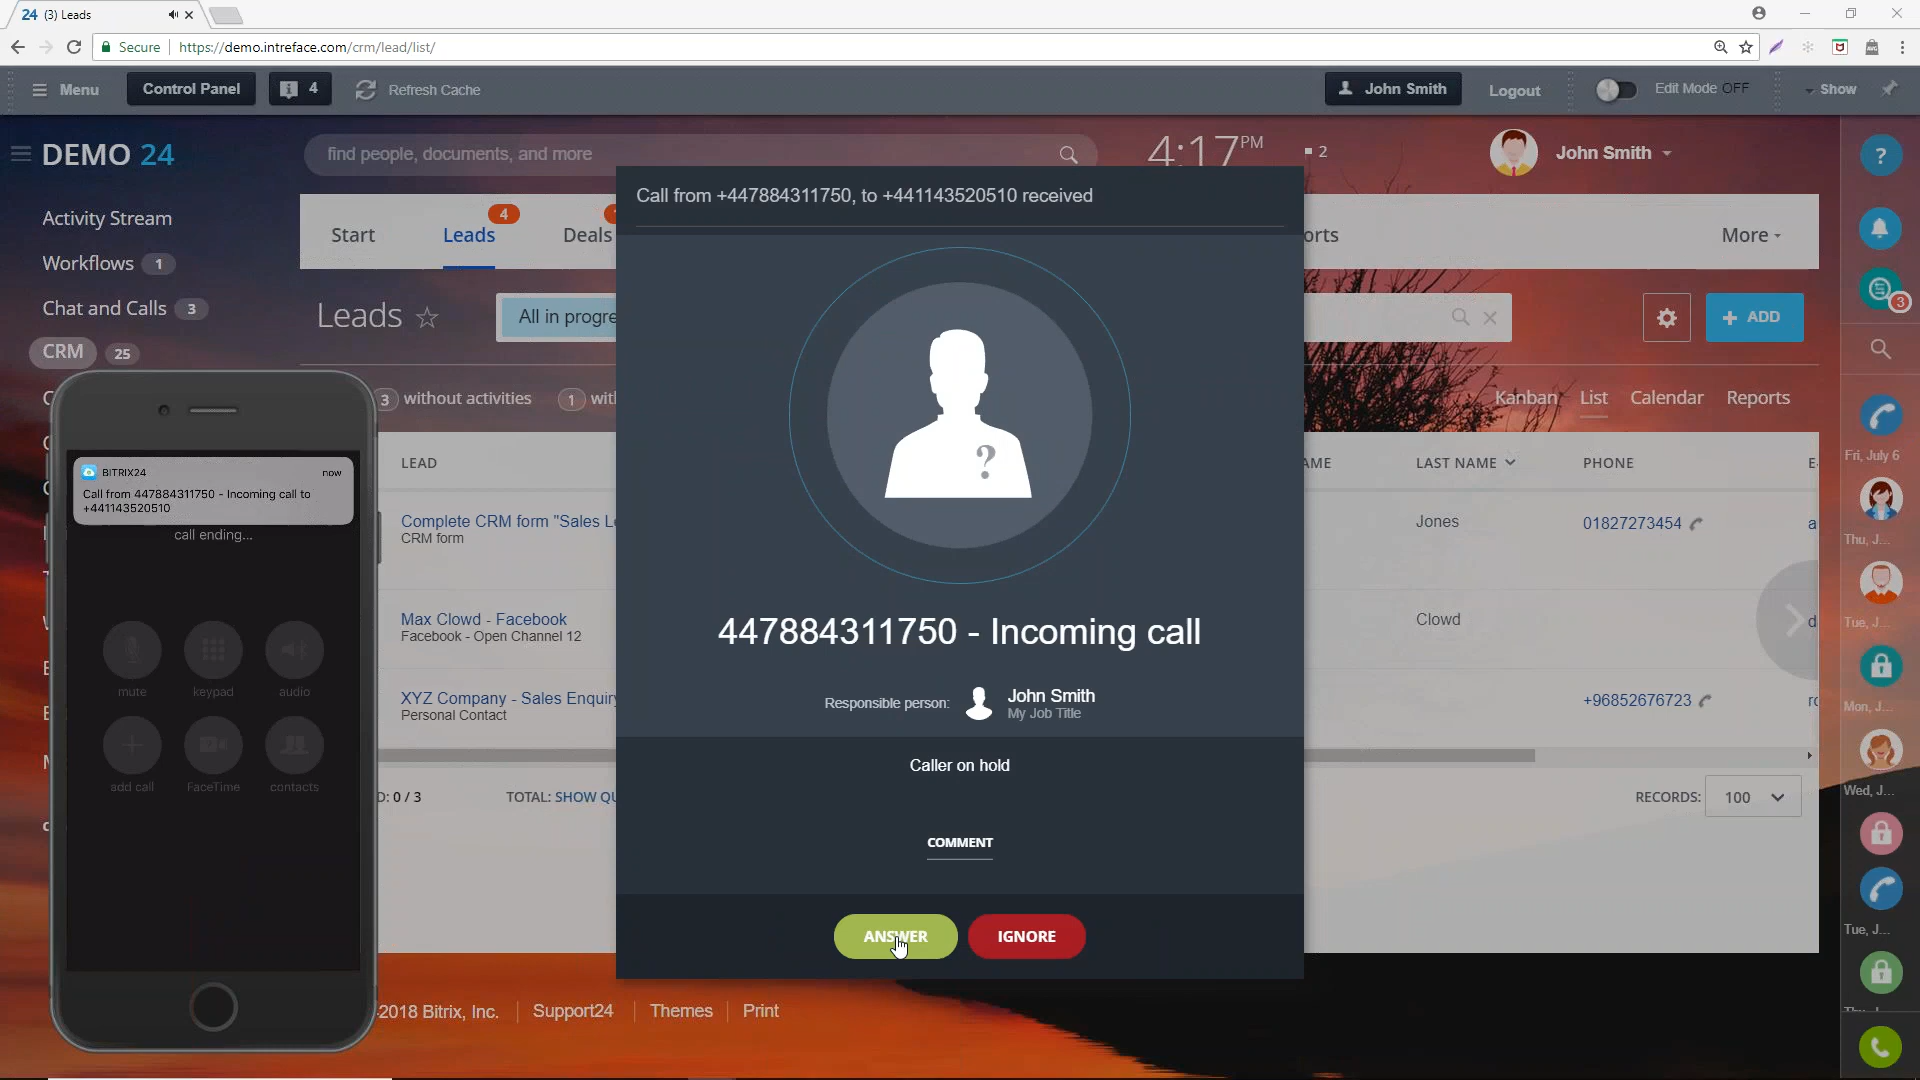 24 (3) Leads
Secure
https://demo.intreface.com/crm/lead/list/
Menu
Control Panel
4
Refresh Cache
John Smith
Logout
Edit Mode OFF
Show
DEMO 24
find people, documents, and more
4:17 PM
2
John Smith
?
Activity Stream
Workflows 1
Chat and Calls 3
CRM 25
Start
Leads
4
Deals
orts
More
3
Leads
All in progre
+ ADD
3 without activities
1
Kanban
List
Calendar
Reports
LEAD
AME
LAST NAME
PHONE
E-
Complete CRM form "Sales L
CRM form
Jones
01827273454
a
Max Clowd - Facebook
Facebook - Open Channel 12
Clowd
d
XYZ Company - Sales Enquiry
Personal Contact
+96852676723
D: 0 / 3
TOTAL: SHOW QU
RECORDS:
100
-2018 Bitrix, Inc.
Support24
Themes
Print
Call from +447884311750, to +441143520510 received
?
447884311750 - Incoming call
Responsible person:
John Smith
My Job Title
Caller on hold
COMMENT
ANSWER
IGNORE
BITRIX24
now
Call from 447884311750 - Incoming call to
+441143520510
call ending...
mute
keypad
audio
add call
FaceTime
contacts
Fri, July 6
Thu, J...
Tue, J...
Mon, J...
Wed, J...
Tue, J...